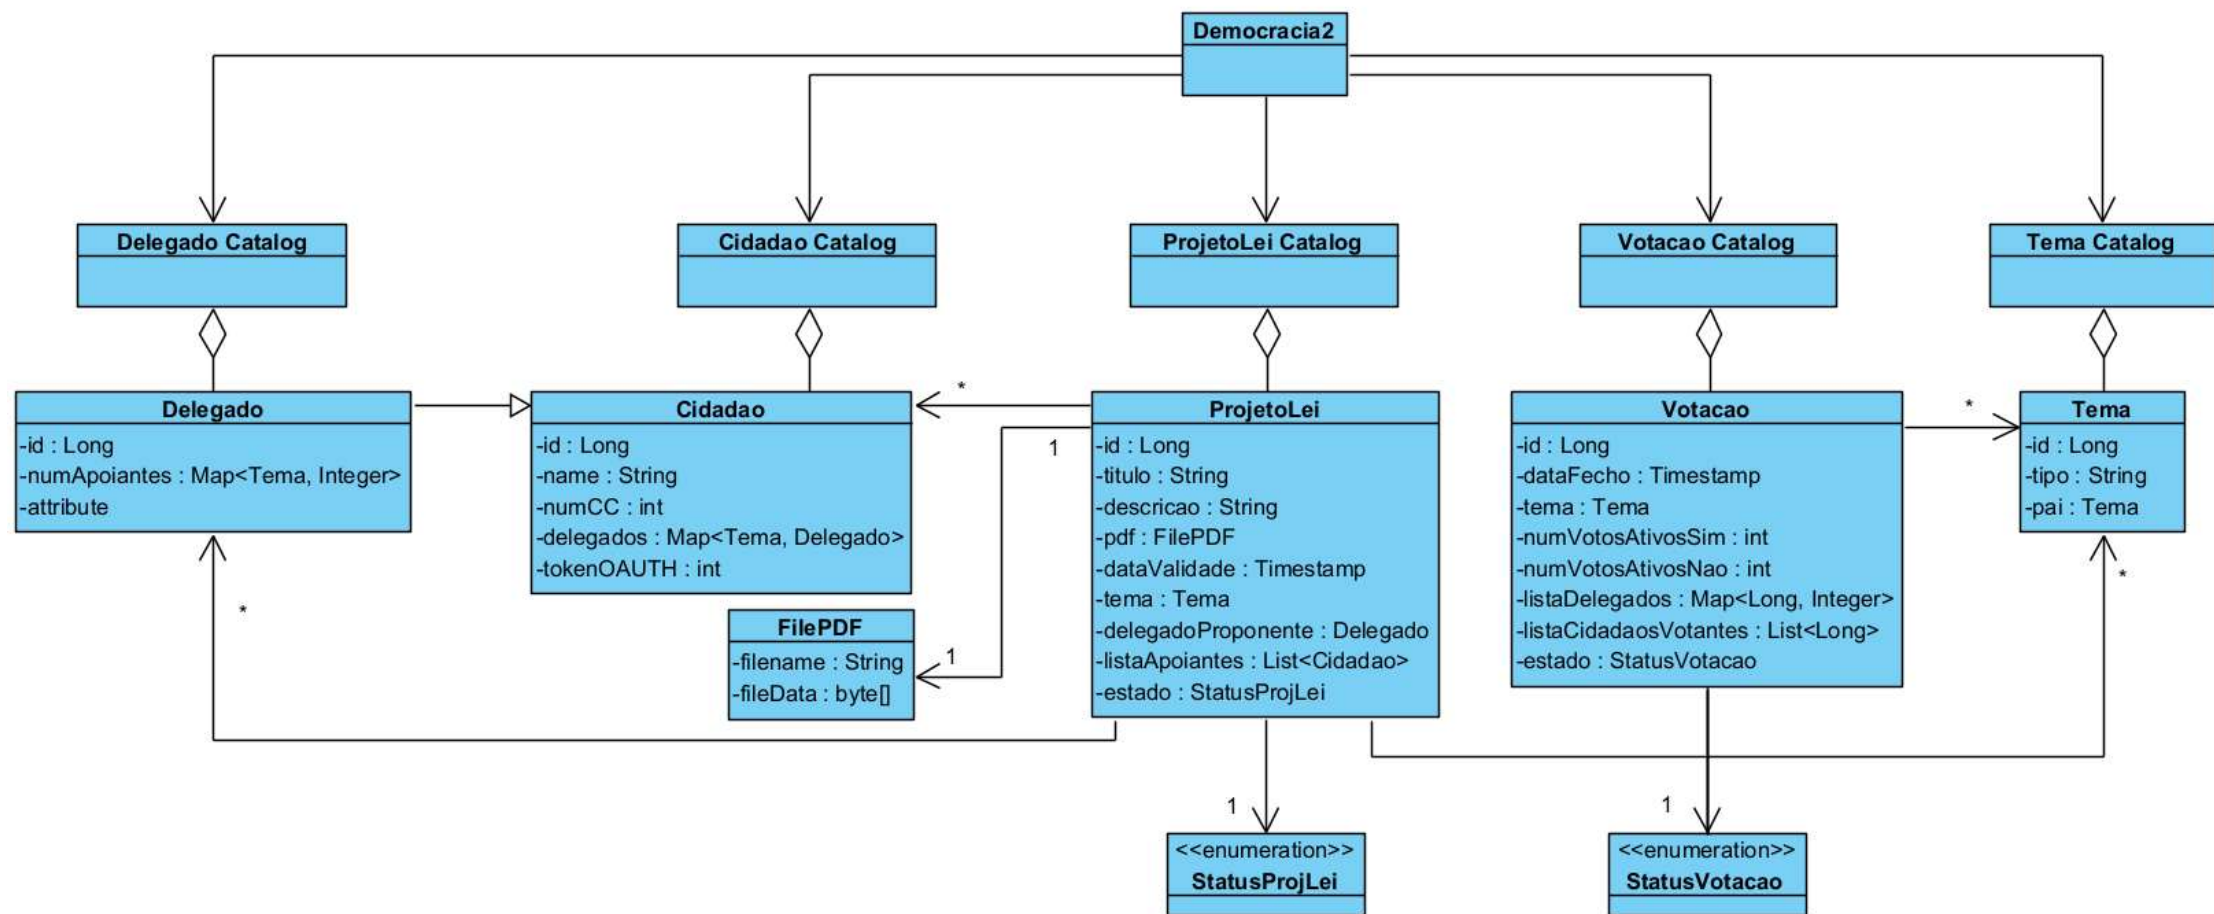 Democracia2
Delegado Catalog
Cidadao Catalog
ProjetoLei Catalog
Votacao Catalog
Tema Catalog
Delegado
-id : Long
-numApoiantes : Map<Tema, Integer>
-attribute
*
Cidadao
-id : Long
-name : String
-numCC : int
-delegados : Map<Tema, Delegado>
-tokenOAUTH : int
*
1
FilePDF
-filename : String
-fileData : byte[]
1
ProjetoLei
-id : Long
-titulo : String
-descricao : String
-pdf : FilePDF
-dataValidade : Timestamp
-tema : Tema
-delegadoProponente : Delegado
-listaApoiantes : List<Cidadao>
-estado : StatusProjLei
Votacao
-id : Long
-dataFecho : Timestamp
-tema : Tema
-numVotosAtivosSim : int
-numVotosAtivosNao : int
-listaDelegados : Map<Long, Integer>
-listaCidadaosVotantes : List<Long>
-estado : StatusVotacao
*
Tema
-id : Long
-tipo : String
-pai : Tema
*
1
<<enumeration>>
StatusProjLei
1
<<enumeration>>
StatusVotacao